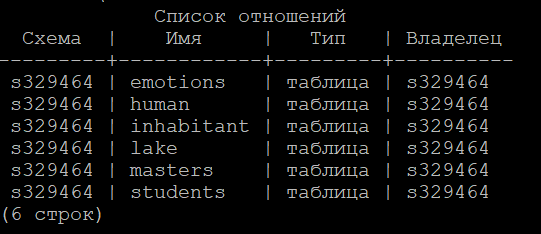 Список отношений
Схема | Имя | Тип | Владелец
---------+------------+---------+----------
s329464 | emotions | таблица | s329464
s329464 | human | таблица | s329464
s329464 | inhabitant | таблица | s329464
s329464 | lake | таблица | s329464
s329464 | masters | таблица | s329464
s329464 | students | таблица | s329464
(6 строк)